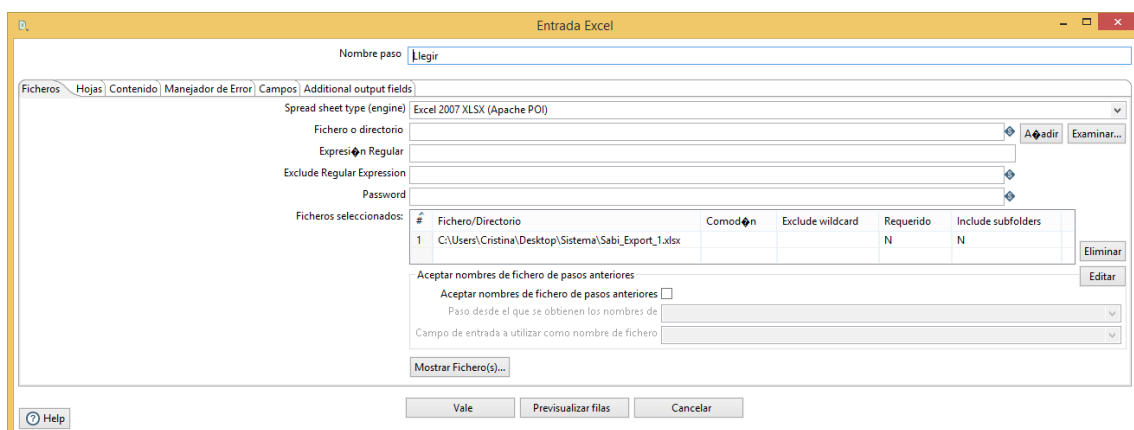 Entrada Excel
Nombre paso Llegir
Ficheros Hojas Contenido Manejador de Error Campos Additional output fields
Spread sheet type (engine) Excel 2007 XLSX (Apache POI)
Fichero o directorio A�adir Examinar...
Expresi�n Regular
Exclude Regular Expression
Password
Ficheros seleccionados: # Fichero/Directorio Comod�n Exclude wildcard Requerido Include subfolders
1 C:\Users\Cristina\Desktop\Sistema\Sabi_Export_1.xlsx N N
Eliminar
Aceptar nombres de fichero de pasos anteriores Editar
Aceptar nombres de fichero de pasos anteriores
Paso desde el que se obtienen los nombres de
Campo de entrada a utilizar como nombre de fichero
Mostrar Fichero(s)...
Vale Previsualizar filas Cancelar
Help